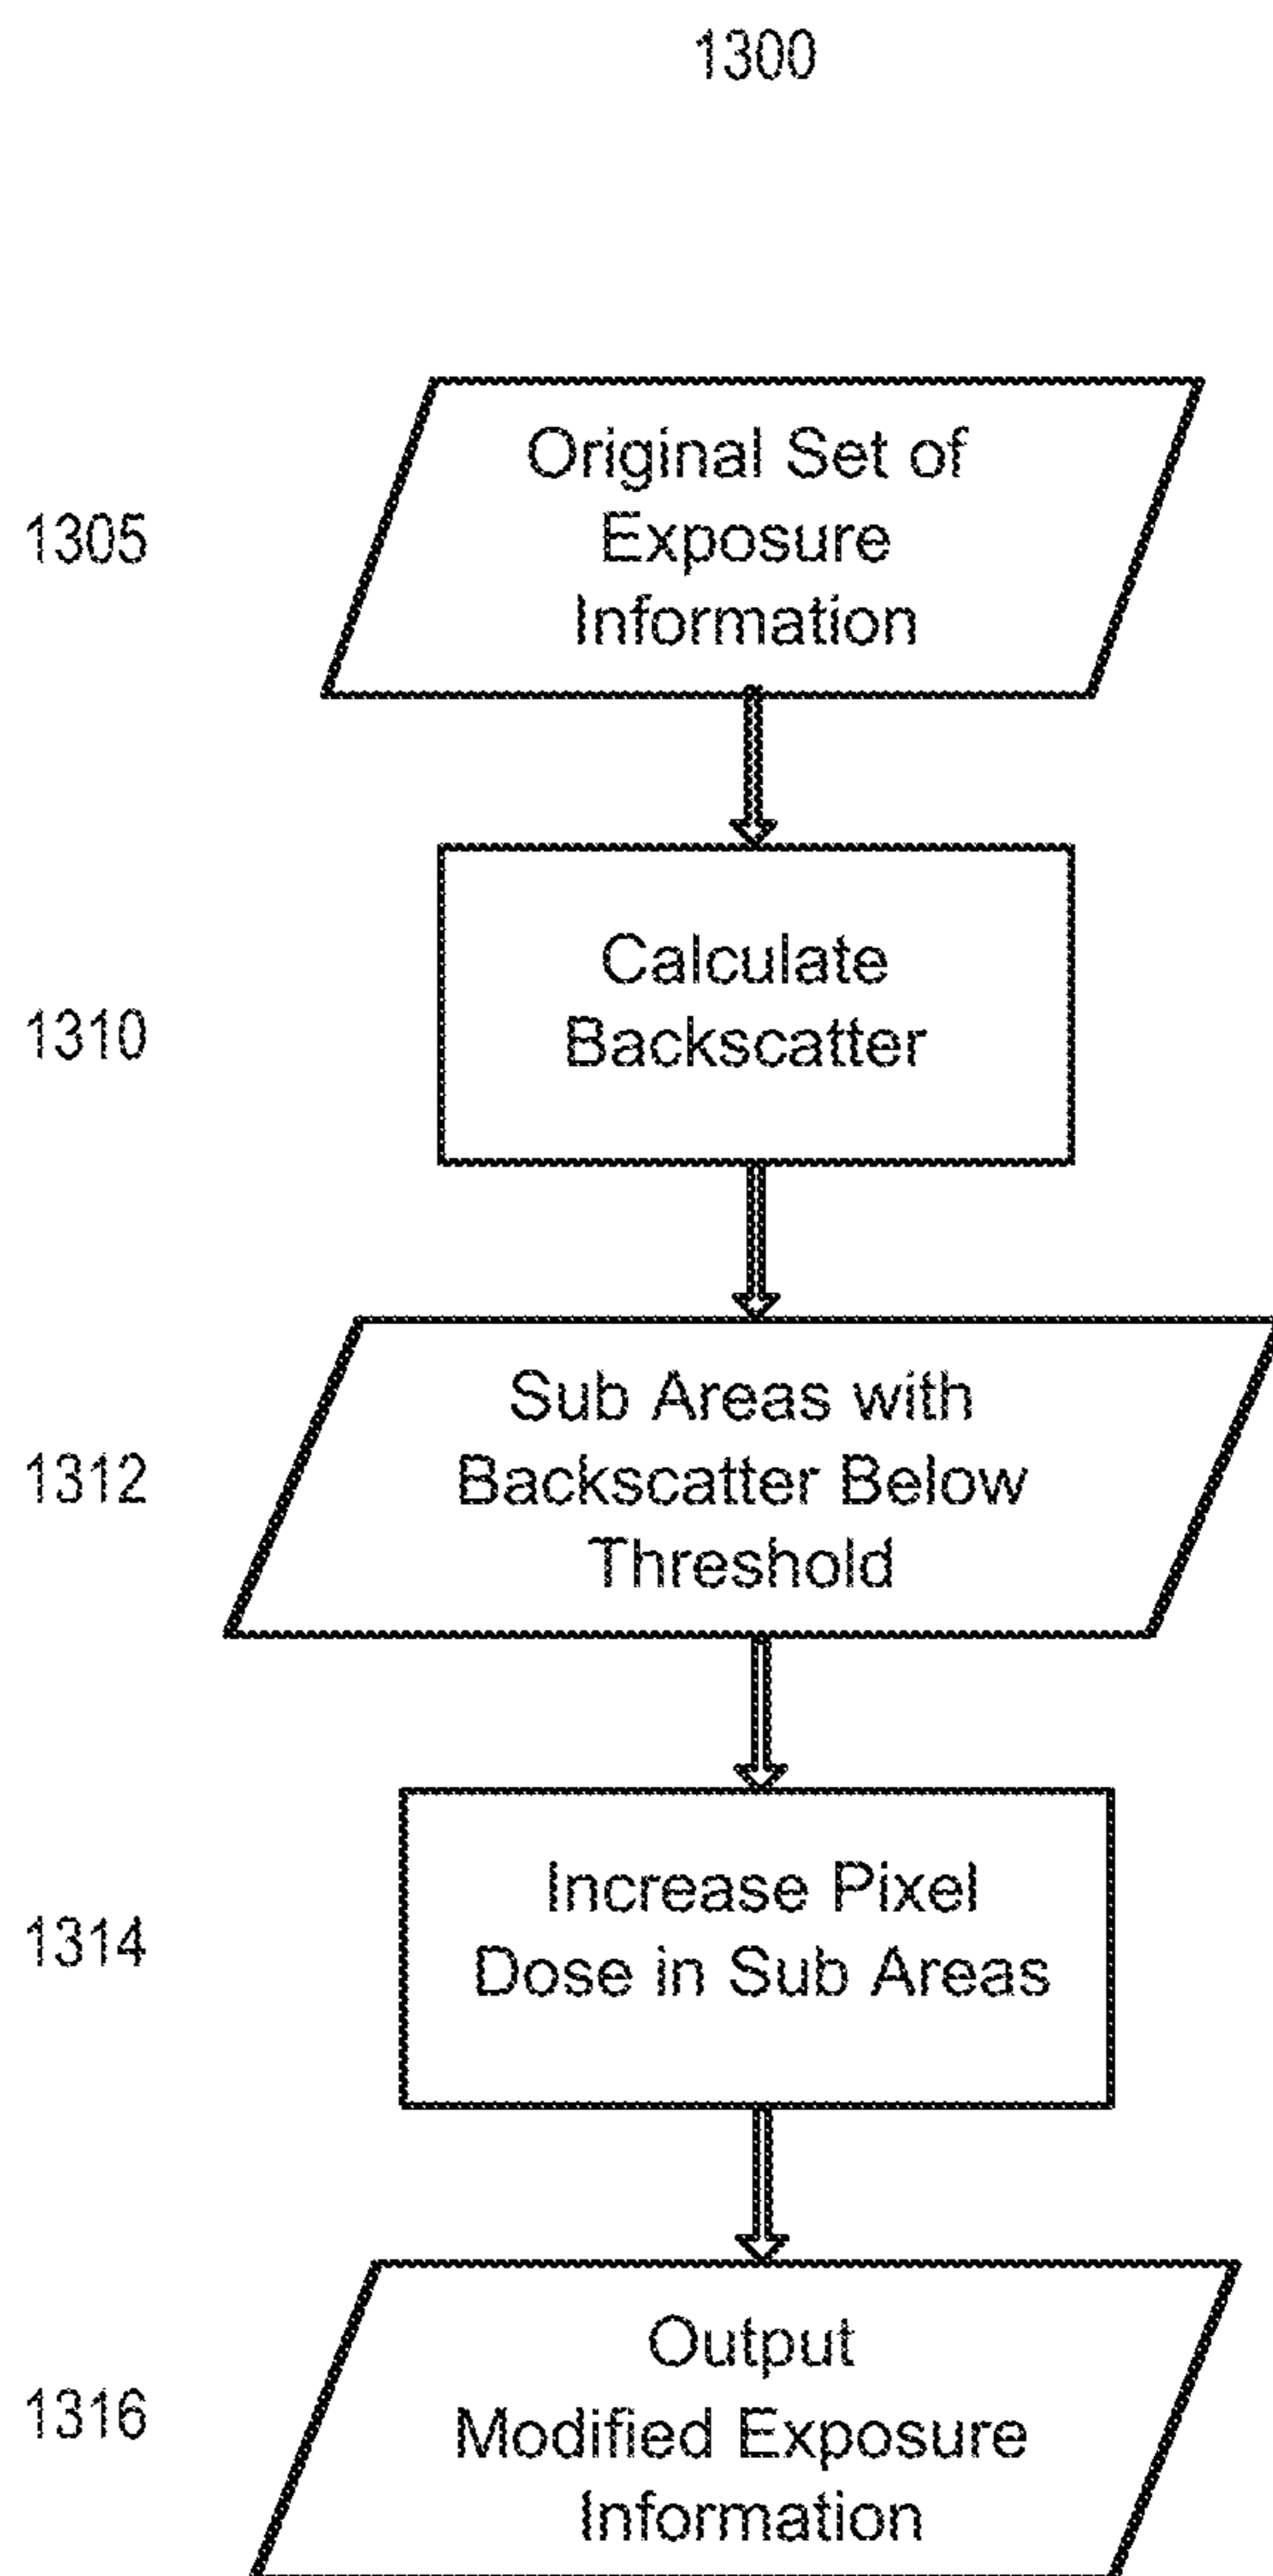 1300
1305
Original Set of
Exposure
Information
1310
Calculate
Backscatter
1312
Sub Areas with
Backscatter Below
Threshold
1314
Increase Pixel
Dose in Sub Areas
1316
Output
Modified Exposure
Information